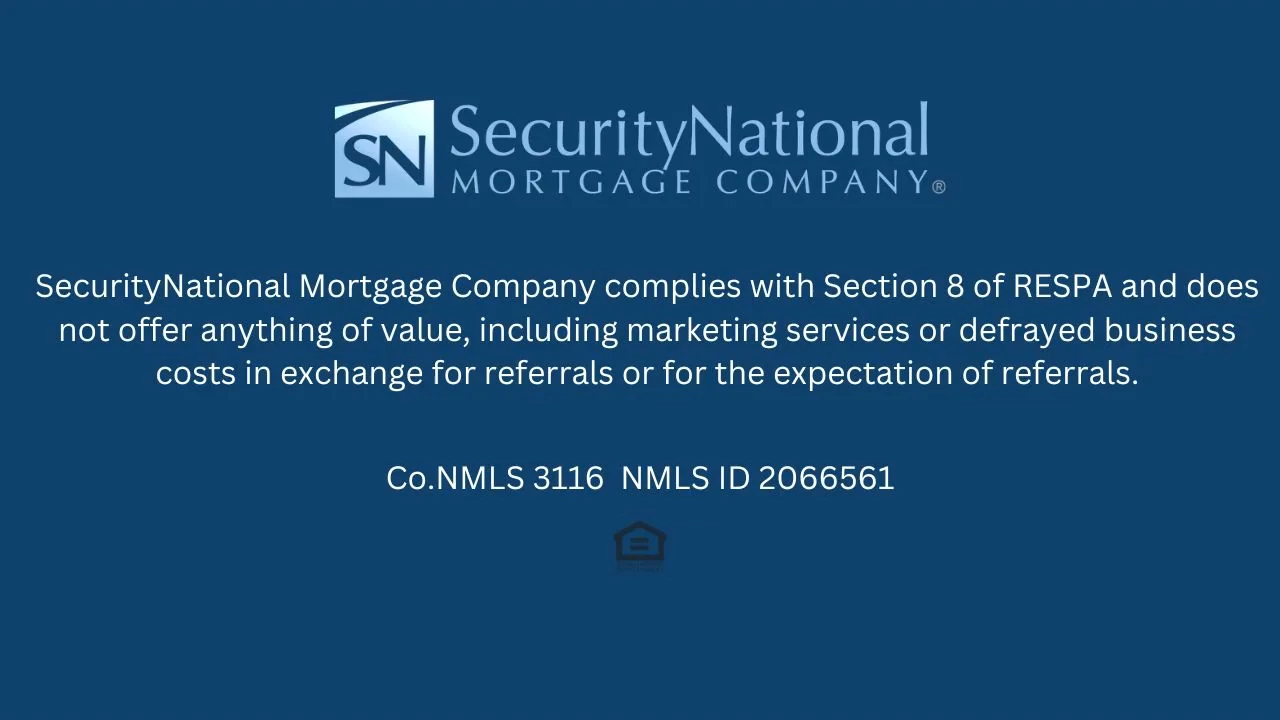 SN
SecurityNational
MORTGAGE COMPANY®
SecurityNational Mortgage Company complies with Section 8 of RESPA and does
not offer anything of value, including marketing services or defrayed business
costs in exchange for referrals or for the expectation of referrals.
Co.NMLS 3116  NMLS ID 2066561